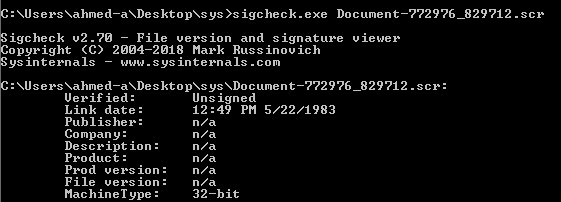 C:\Users\ahmed-a\Desktop\sys>sigcheck.exe Document-772976_829712.scr
Sigcheck v2.70 - File version and signature viewer
Copyright (C) 2004-2018 Mark Russinovich
Sysinternals - www.sysinternals.com
C:\Users\ahmed-a\Desktop\sys\Document-772976_829712.scr:
Verified: Unsigned
Link date: 12:49 PM 5/22/1983
Publisher: n/a
Company: n/a
Description: n/a
Product: n/a
Prod version: n/a
File version: n/a
MachineType: 32-bit